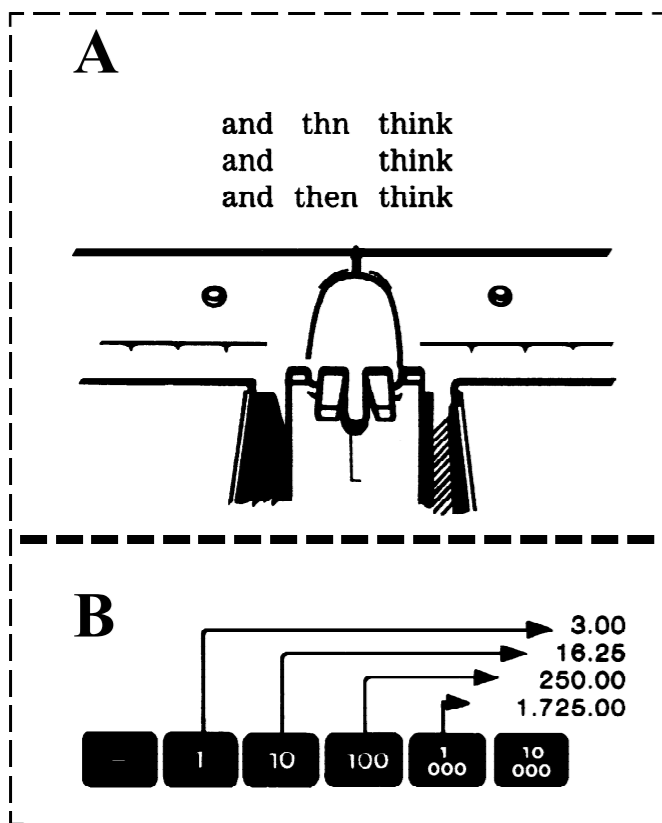 A
and thn think
and think
and then think
B
3.00
16.25
250.00
1.725.00
– 1 10 100 1 000 10 000